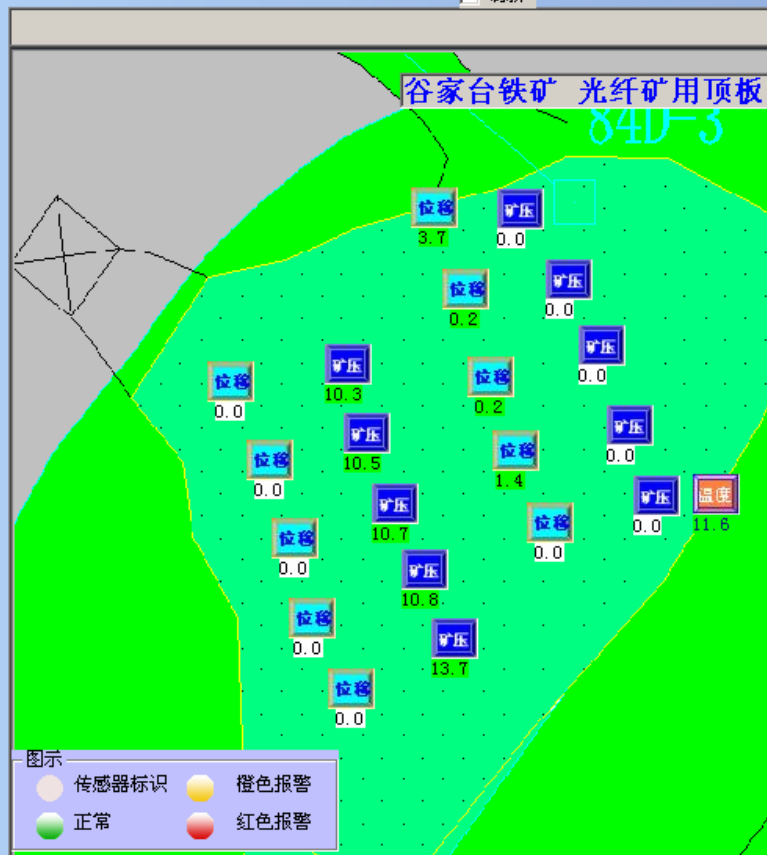 谷家台铁矿 光纤矿用顶板
84D-3
位移 矿压
3.7 0.0
位移 矿压
0.2 0.0
矿压
0.0
位移 矿压 位移
0.0 10.3 0.2
矿压 矿压
10.5 0.0
位移 位移
0.0 1.4
矿压 位移 矿压 温度
10.7 0.0 0.0 11.6
位移 矿压
0.0 10.8
位移 矿压
0.0 13.7
位移
0.0
图示
传感器标识 橙色报警
正常 红色报警